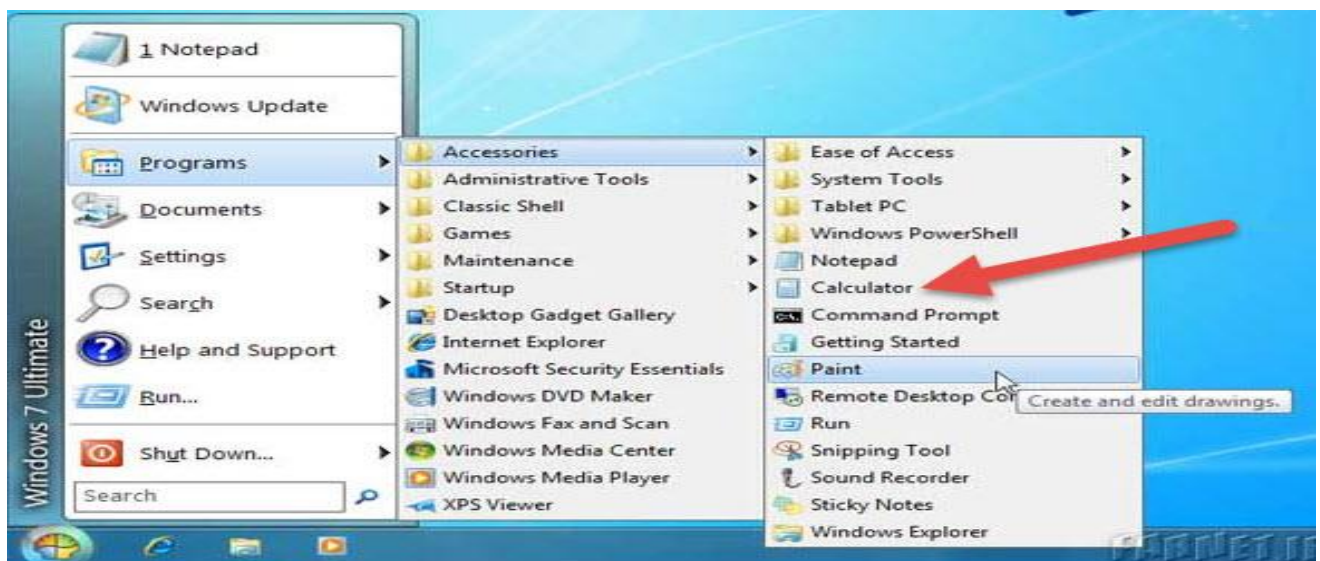 1 Notepad
Windows Update
Programs
Documents
Settings
Search
Help and Support
Run...
Shut Down...
Search
Windows 7 Ultimate
Accessories
Administrative Tools
Classic Shell
Games
Maintenance
Startup
Desktop Gadget Gallery
Internet Explorer
Microsoft Security Essentials
Windows DVD Maker
Windows Fax and Scan
Windows Media Center
Windows Media Player
XPS Viewer
Ease of Access
System Tools
Tablet PC
Windows PowerShell
Notepad
Calculator
Command Prompt
Getting Started
Paint
Remote Desktop Co
Create and edit drawings.
Run
Snipping Tool
Sound Recorder
Sticky Notes
Windows Explorer